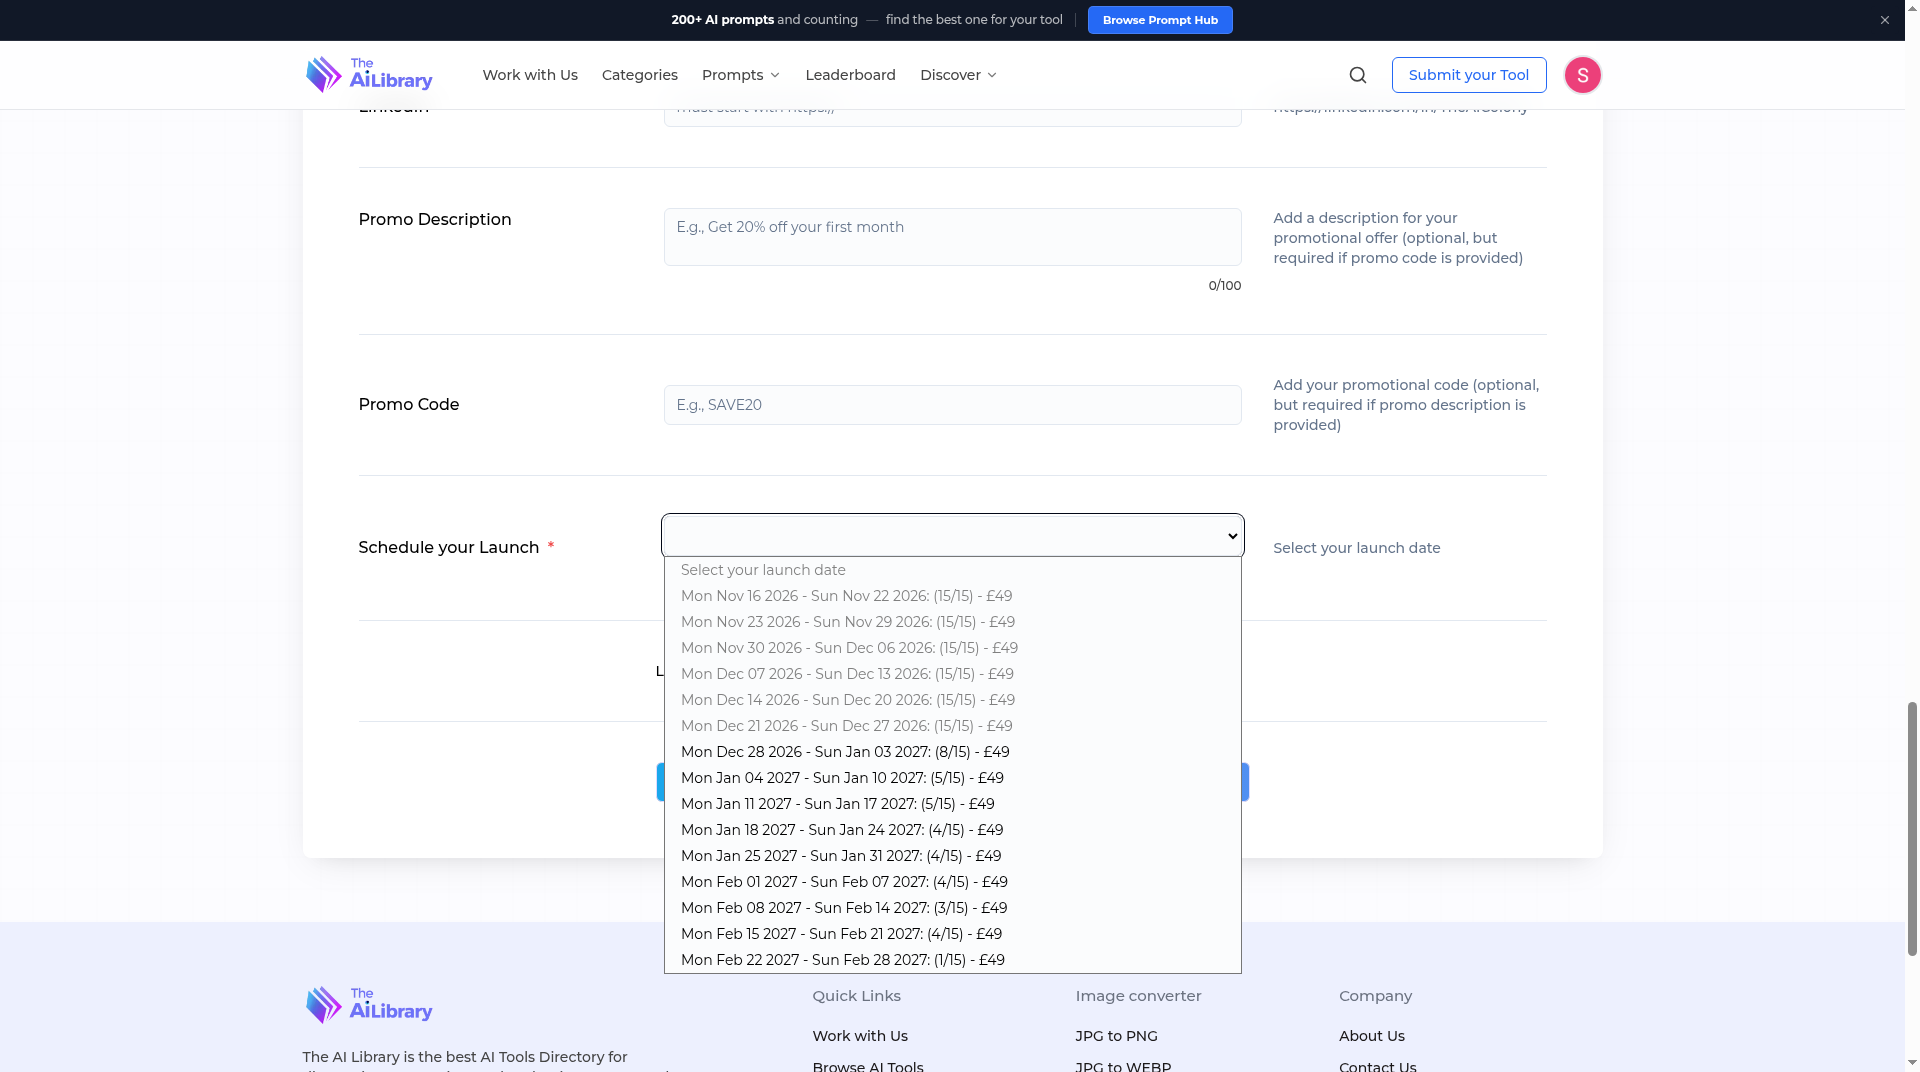 200+ AI prompts and counting — find the best one for your tool
Browse Prompt Hub
The
AiLibrary
Work with Us
Categories
Prompts
Leaderboard
Discover
Submit your Tool
S
Promo Description
E.g., Get 20% off your first month
0/100
Add a description for your
promotional offer (optional, but
required if promo code is provided)
Promo Code
E.g., SAVE20
Add your promotional code (optional,
but required if promo description is
provided)
Schedule your Launch *
Select your launch date
Select your launch date
Mon Nov 16 2026 - Sun Nov 22 2026: (15/15) - £49
Mon Nov 23 2026 - Sun Nov 29 2026: (15/15) - £49
Mon Nov 30 2026 - Sun Dec 06 2026: (15/15) - £49
Mon Dec 07 2026 - Sun Dec 13 2026: (15/15) - £49
Mon Dec 14 2026 - Sun Dec 20 2026: (15/15) - £49
Mon Dec 21 2026 - Sun Dec 27 2026: (15/15) - £49
Mon Dec 28 2026 - Sun Jan 03 2027: (8/15) - £49
Mon Jan 04 2027 - Sun Jan 10 2027: (5/15) - £49
Mon Jan 11 2027 - Sun Jan 17 2027: (5/15) - £49
Mon Jan 18 2027 - Sun Jan 24 2027: (4/15) - £49
Mon Jan 25 2027 - Sun Jan 31 2027: (4/15) - £49
Mon Feb 01 2027 - Sun Feb 07 2027: (4/15) - £49
Mon Feb 08 2027 - Sun Feb 14 2027: (3/15) - £49
Mon Feb 15 2027 - Sun Feb 21 2027: (4/15) - £49
Mon Feb 22 2027 - Sun Feb 28 2027: (1/15) - £49
L
The
AiLibrary
The AI Library is the best AI Tools Directory for
Quick Links
Work with Us
Browse AI Tools
Image converter
JPG to PNG
JPG to WEBP
Company
About Us
Contact Us